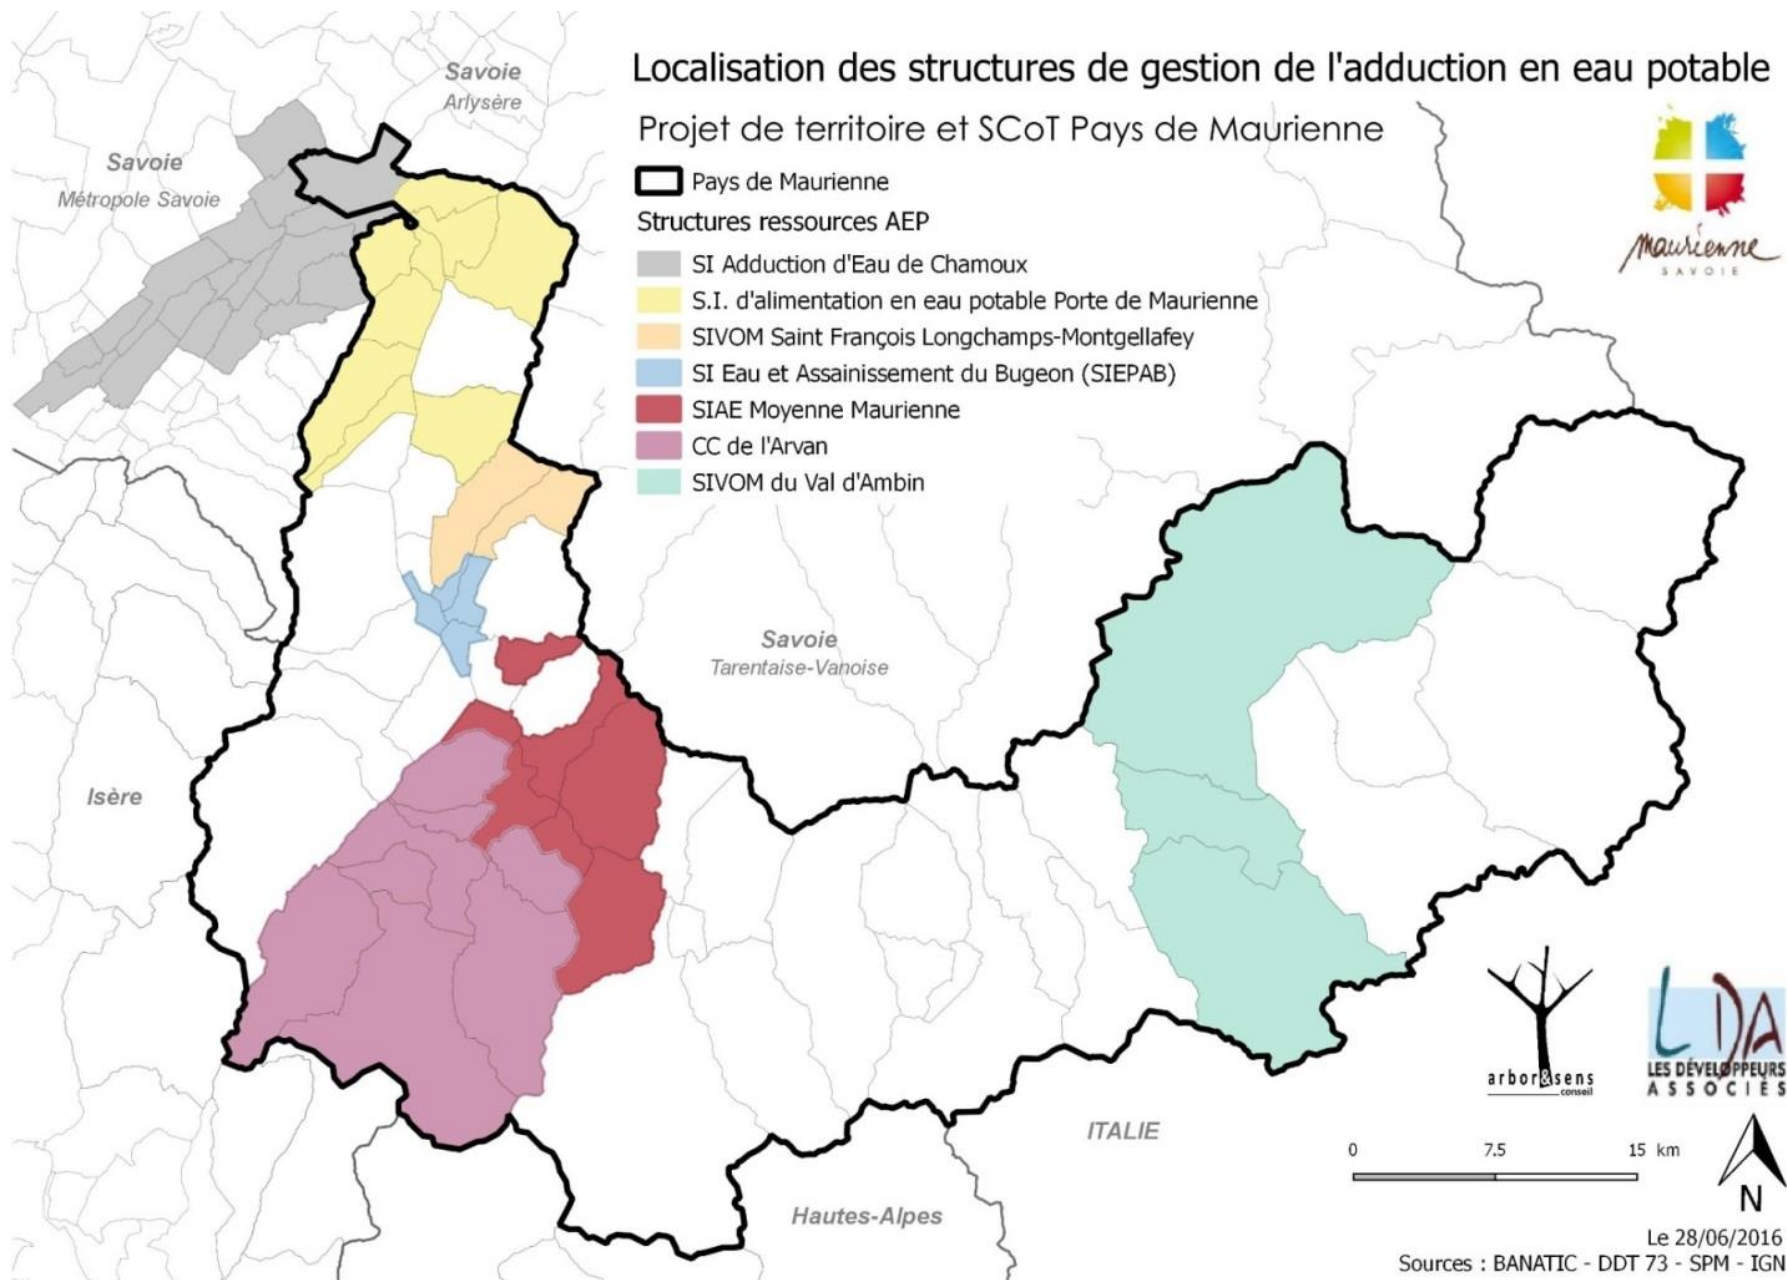 Localisation des structures de gestion de l'adduction en eau potable
Projet de territoire et SCoT Pays de Maurienne
Pays de Maurienne
Structures ressources AEP
SI Adduction d'Eau de Chamoux
S.I. d'alimentation en eau potable Porte de Maurienne
SIVOM Saint François Longchamps-Montgellafey
SI Eau et Assainissement du Bugeon (SIEPAB)
SIAE Moyenne Maurienne
CC de l'Arvan
SIVOM du Val d'Ambin
maurienne
SAVOIE
Savoie
Arlysère
Savoie
Métropole Savoie
Savoie
Tarentaise-Vanoise
Isère
ITALIE
Hautes-Alpes
arbor&sens
conseil
LDA
LES DÉVELOPPEURS
ASSOCIÉS
0 7.5 15 km
N
Le 28/06/2016
Sources : BANATIC - DDT 73 - SPM - IGN